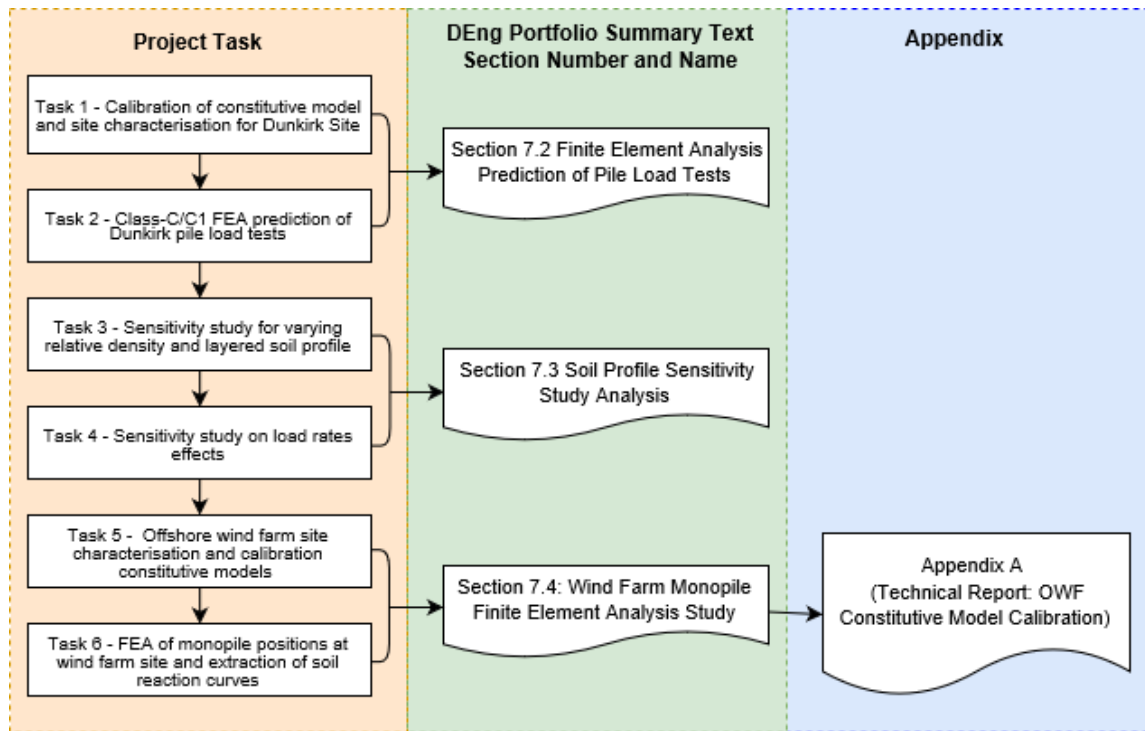 Project Task
Task 1 - Calibration of constitutive model
and site characterisation for Dunkirk Site
Task 2 - Class-C/C1 FEA prediction of
Dunkirk pile load tests
Task 3 - Sensitivity study for varying
relative density and layered soil profile
Task 4 - Sensitivity study on load rates
effects
Task 5 - Offshore wind farm site
characterisation and calibration
constitutive models
Task 6 - FEA of monopile positions at
wind farm site and extraction of soil
reaction curves
DEng Portfolio Summary Text
Section Number and Name
Section 7.2 Finite Element Analysis
Prediction of Pile Load Tests
Section 7.3 Soil Profile Sensitivity
Study Analysis
Section 7.4: Wind Farm Monopile
Finite Element Analysis Study
Appendix
Appendix A
(Technical Report: OWF
Constitutive Model Calibration)